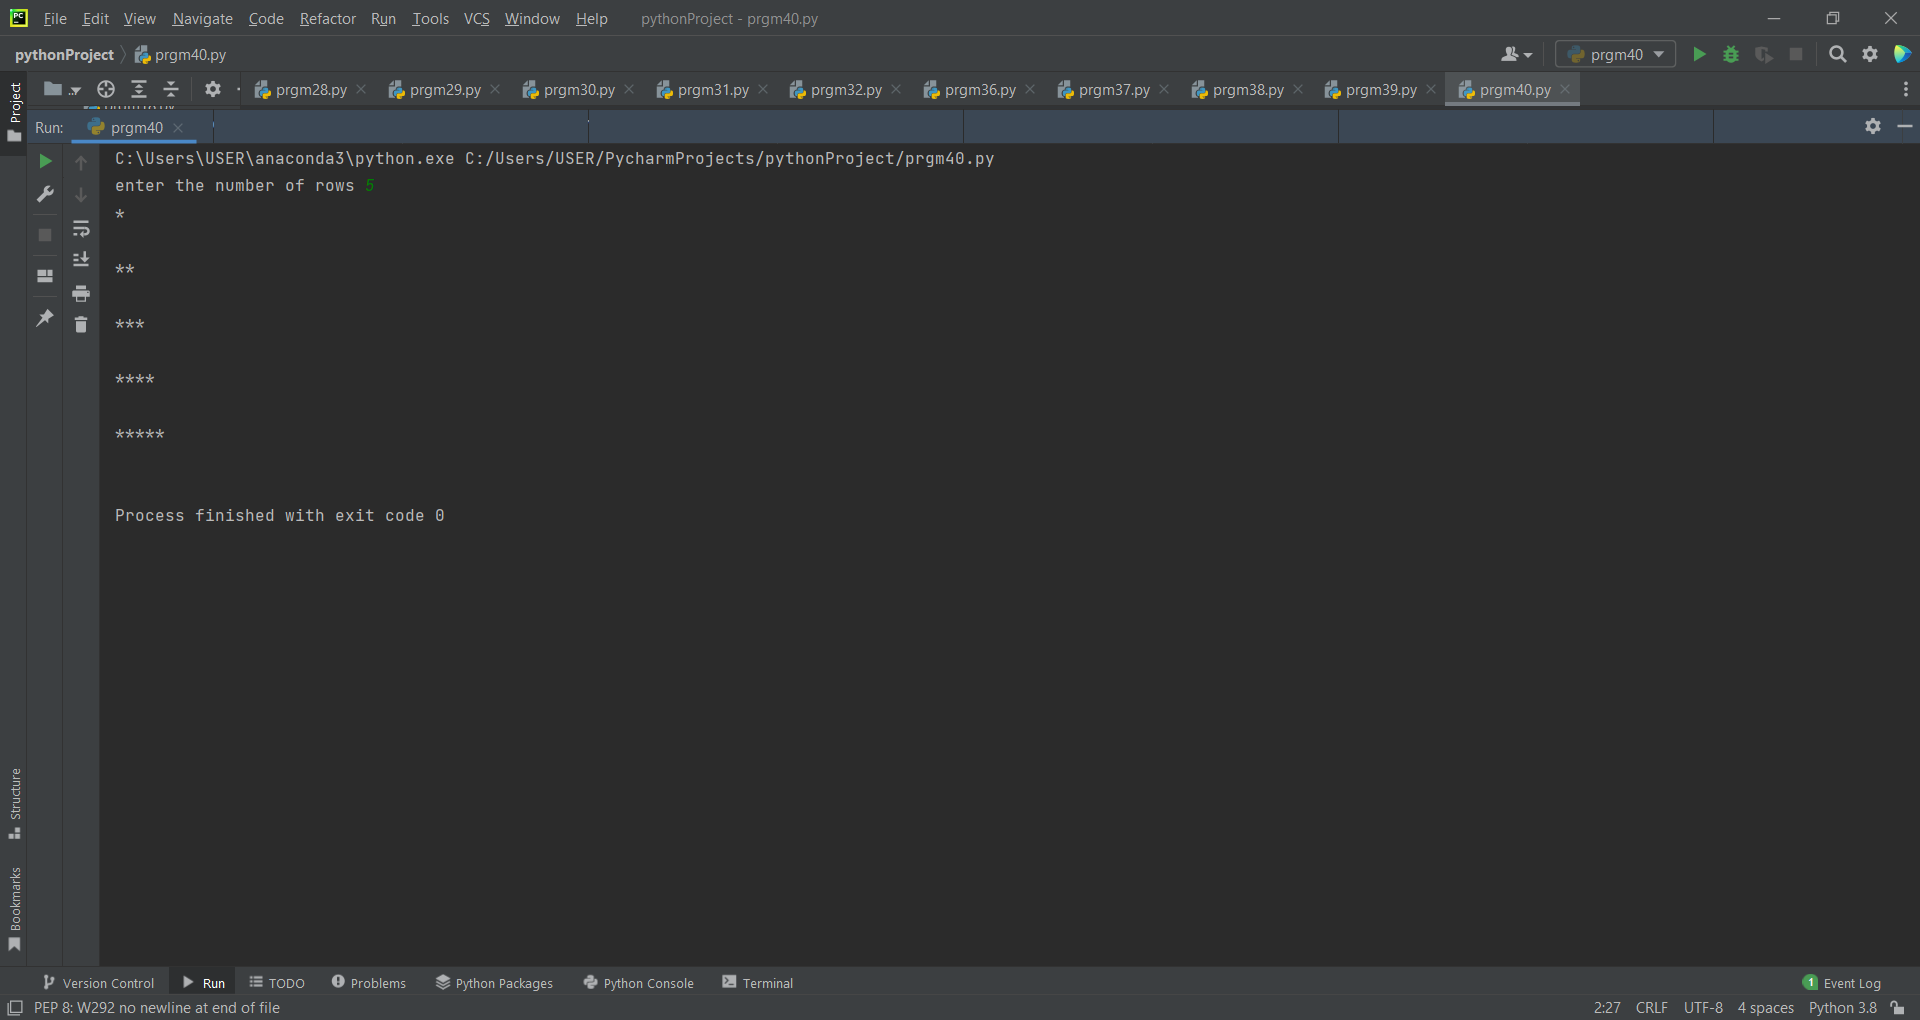 PC File Edit View Navigate Code Refactor Run Tools VCS Window Help pythonProject - prgm40.py
pythonProject prgm40.py prgm40
Project
prgm28.py prgm29.py prgm30.py prgm31.py prgm32.py prgm36.py prgm37.py prgm38.py prgm39.py prgm40.py
Run: prgm40
C:\Users\USER\anaconda3\python.exe C:/Users/USER/PycharmProjects/pythonProject/prgm40.py
enter the number of rows 5
*
**
***
****
*****
Process finished with exit code 0
Structure
Bookmarks
Version Control Run TODO Problems Python Packages Python Console Terminal 1 Event Log
PEP 8: W292 no newline at end of file 2:27 CRLF UTF-8 4 spaces Python 3.8